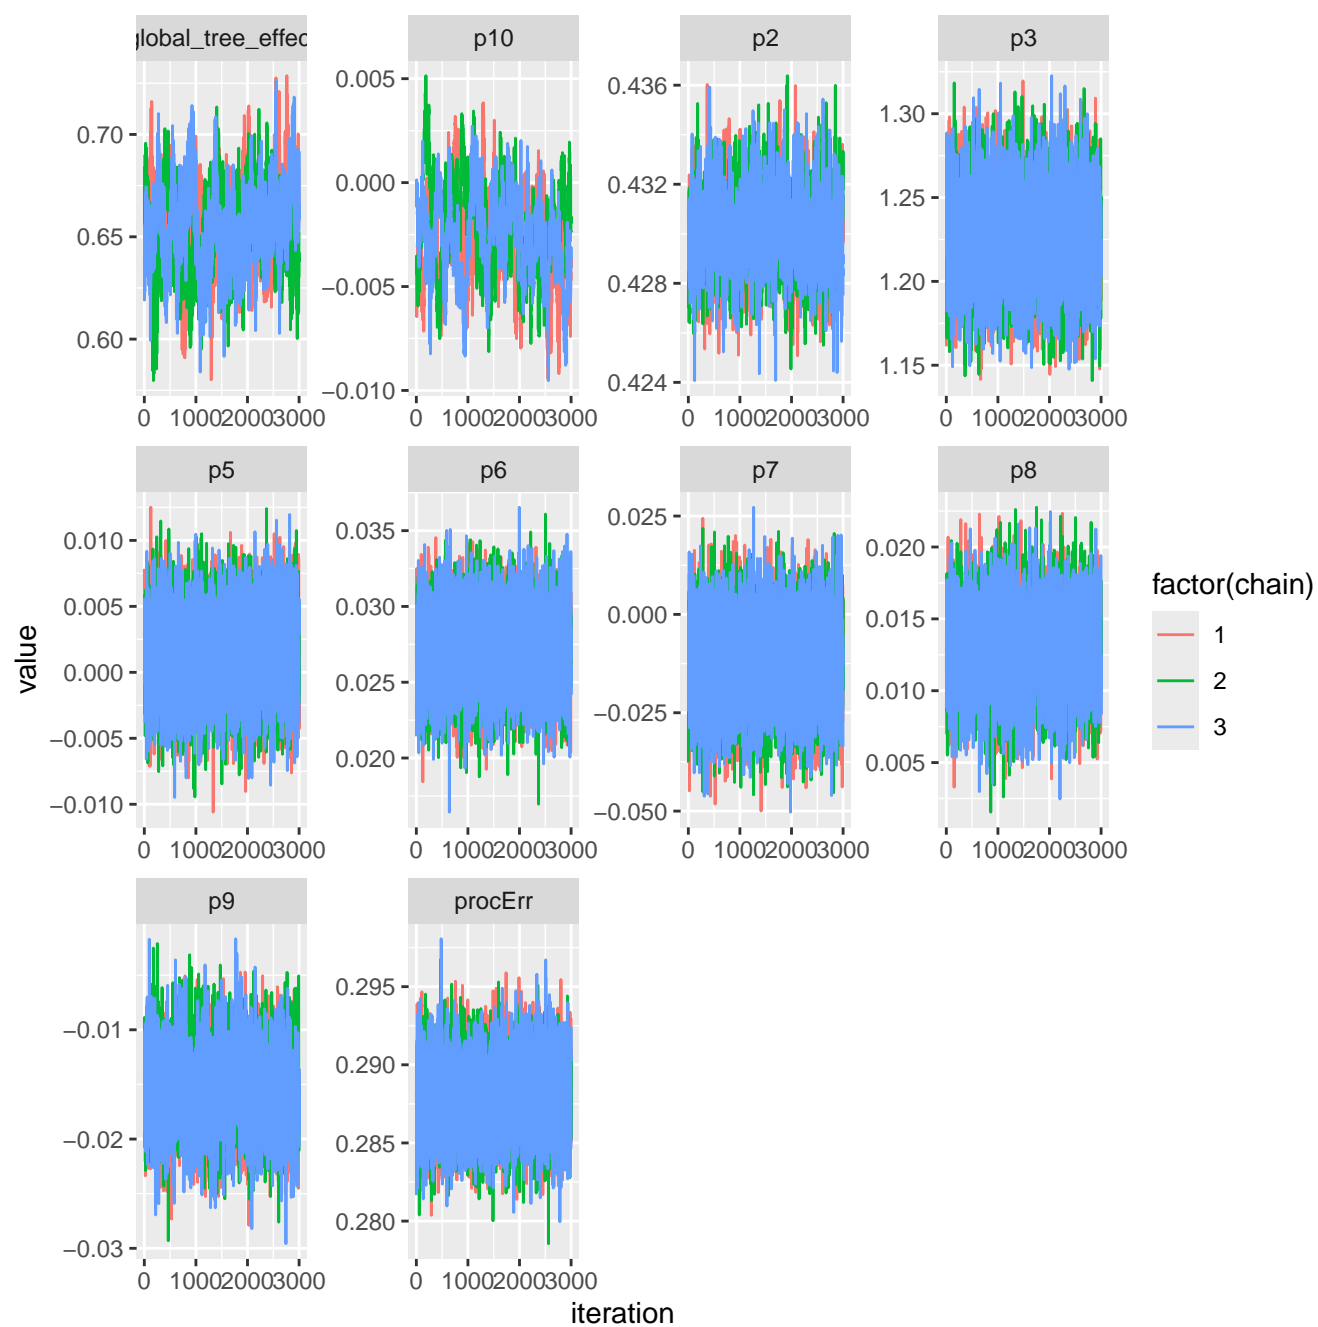 global_tree_effec
p10
p2
p3
0.70
0.65
0.60
0.005
0.000
−0.005
−0.010
0.436
0.432
0.428
0.424
1.30
1.25
1.20
1.15
0 1000 2000 3000
0 1000 2000 3000
0 1000 2000 3000
0 1000 2000 3000
p5
p6
p7
p8
0.010
0.005
0.000
−0.005
−0.010
0.035
0.030
0.025
0.020
0.025
0.000
−0.025
−0.050
0.020
0.015
0.010
0.005
0 1000 2000 3000
0 1000 2000 3000
0 1000 2000 3000
0 1000 2000 3000
p9
procErr
−0.01
−0.02
−0.03
0.295
0.290
0.285
0.280
0 1000 2000 3000
0 1000 2000 3000
value
iteration
factor(chain)
1
2
3